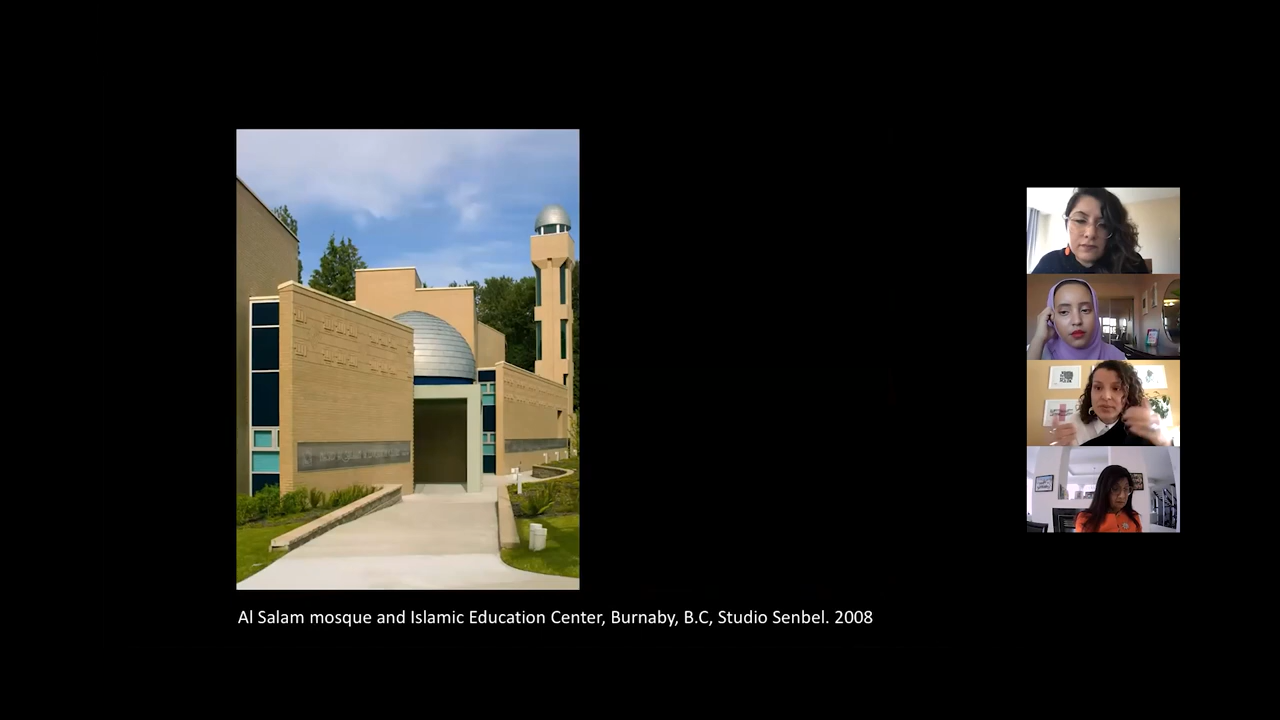 Al Salam mosque and Islamic Education Center, Burnaby, B.C, Studio Senbel. 2008